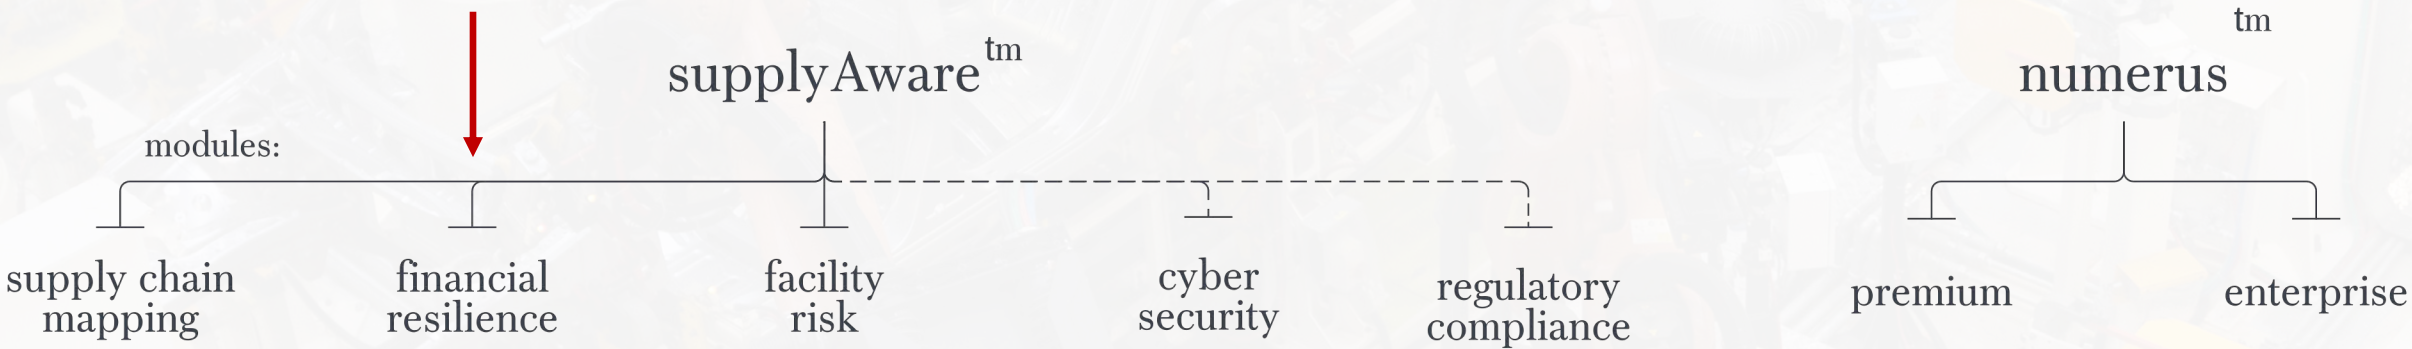 supplyAware tm
numerus tm
modules:
supply chain
mapping
financial
resilience
facility
risk
cyber
security
regulatory
compliance
premium
enterprise